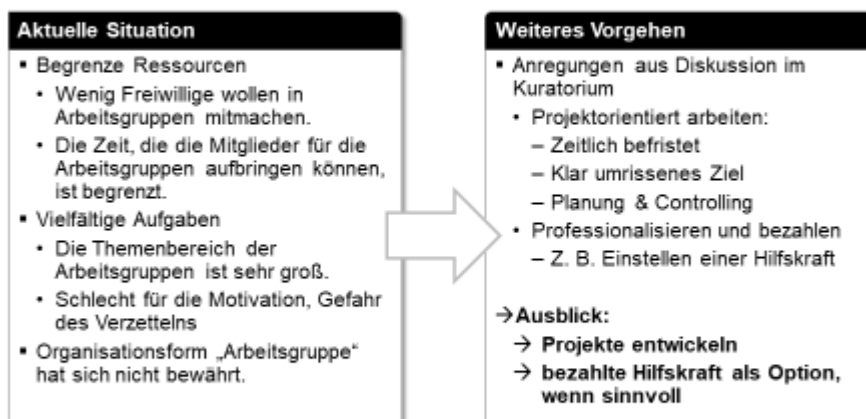 Aktuelle Situation
▪ Begrenze Ressourcen
• Wenig Freiwillige wollen in
Arbeitsgruppen mitmachen.
• Die Zeit, die die Mitglieder für die
Arbeitsgruppen aufbringen können,
ist begrenzt.
▪ Vielfältige Aufgaben
• Die Themenbereich der
Arbeitsgruppen ist sehr groß.
• Schlecht für die Motivation, Gefahr
des Verzettelns
▪ Organisationsform „Arbeitsgruppe“
hat sich nicht bewährt.
Weiteres Vorgehen
▪ Anregungen aus Diskussion im
Kuratorium
• Projektorientiert arbeiten:
– Zeitlich befristet
– Klar umrissenes Ziel
– Planung & Controlling
• Professionalisieren und bezahlen
– Z. B. Einstellen einer Hilfskraft
→Ausblick:
→ Projekte entwickeln
→ bezahlte Hilfskraft als Option,
wenn sinnvoll